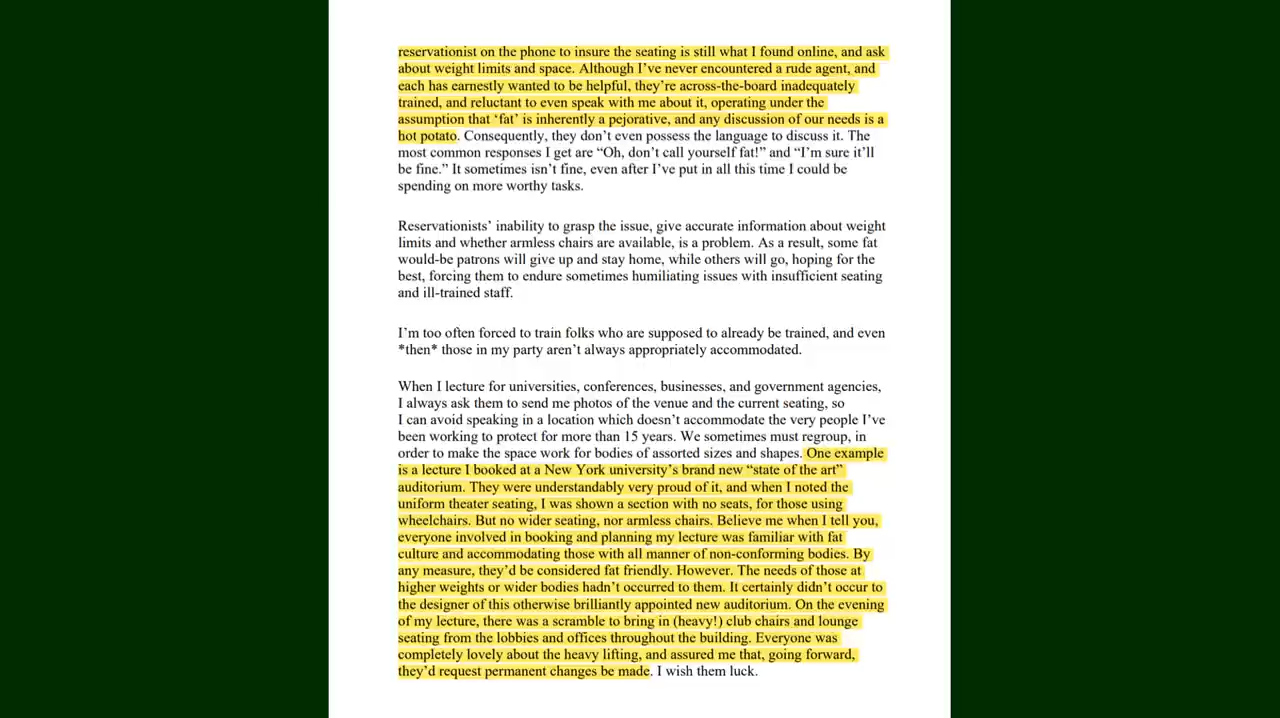 reservationist on the phone to insure the seating is still what I found online, and ask
about weight limits and space. Although I’ve never encountered a rude agent, and
each has earnestly wanted to be helpful, they’re across-the-board inadequately
trained, and reluctant to even speak with me about it, operating under the
assumption that ‘fat’ is inherently a pejorative, and any discussion of our needs is a
hot potato. Consequently, they don’t even possess the language to discuss it. The
most common responses I get are “Oh, don’t call yourself fat!” and “I’m sure it’ll
be fine.” It sometimes isn’t fine, even after I’ve put in all this time I could be
spending on more worthy tasks.
Reservationists’ inability to grasp the issue, give accurate information about weight
limits and whether armless chairs are available, is a problem. As a result, some fat
would-be patrons will give up and stay home, while others will go, hoping for the
best, forcing them to endure sometimes humiliating issues with insufficient seating
and ill-trained staff.
I’m too often forced to train folks who are supposed to already be trained, and even
*then* those in my party aren’t always appropriately accommodated.
When I lecture for universities, conferences, businesses, and government agencies,
I always ask them to send me photos of the venue and the current seating, so
I can avoid speaking in a location which doesn’t accommodate the very people I’ve
been working to protect for more than 15 years. We sometimes must regroup, in
order to make the space work for bodies of assorted sizes and shapes. One example
is a lecture I booked at a New York university’s brand new “state of the art”
auditorium. They were understandably very proud of it, and when I noted the
uniform theater seating, I was shown a section with no seats, for those using
wheelchairs. But no wider seating, nor armless chairs. Believe me when I tell you,
everyone involved in booking and planning my lecture was familiar with fat
culture and accommodating those with all manner of non-conforming bodies. By
any measure, they’d be considered fat friendly. However. The needs of those at
higher weights or wider bodies hadn’t occurred to them. It certainly didn’t occur to
the designer of this otherwise brilliantly appointed new auditorium. On the evening
of my lecture, there was a scramble to bring in (heavy!) club chairs and lounge
seating from the lobbies and offices throughout the building. Everyone was
completely lovely about the heavy lifting, and assured me that, going forward,
they’d request permanent changes be made. I wish them luck.